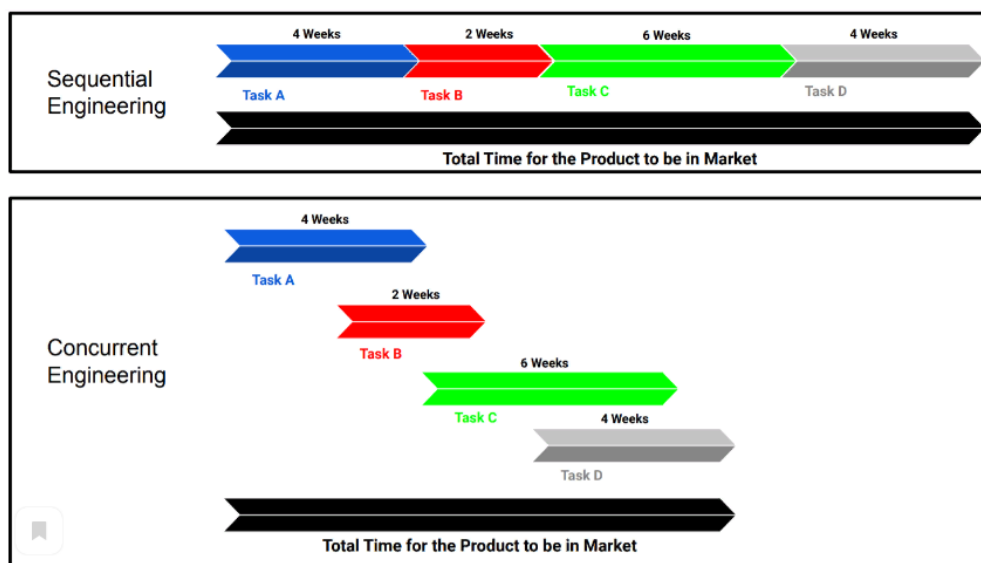 4 Weeks
2 Weeks
6 Weeks
4 Weeks
Sequential
Engineering
Task A
Task B
Task C
Task D
Total Time for the Product to be in Market
4 Weeks
Task A
2 Weeks
Task B
Concurrent
Engineering
6 Weeks
Task C
4 Weeks
Task D
Total Time for the Product to be in Market